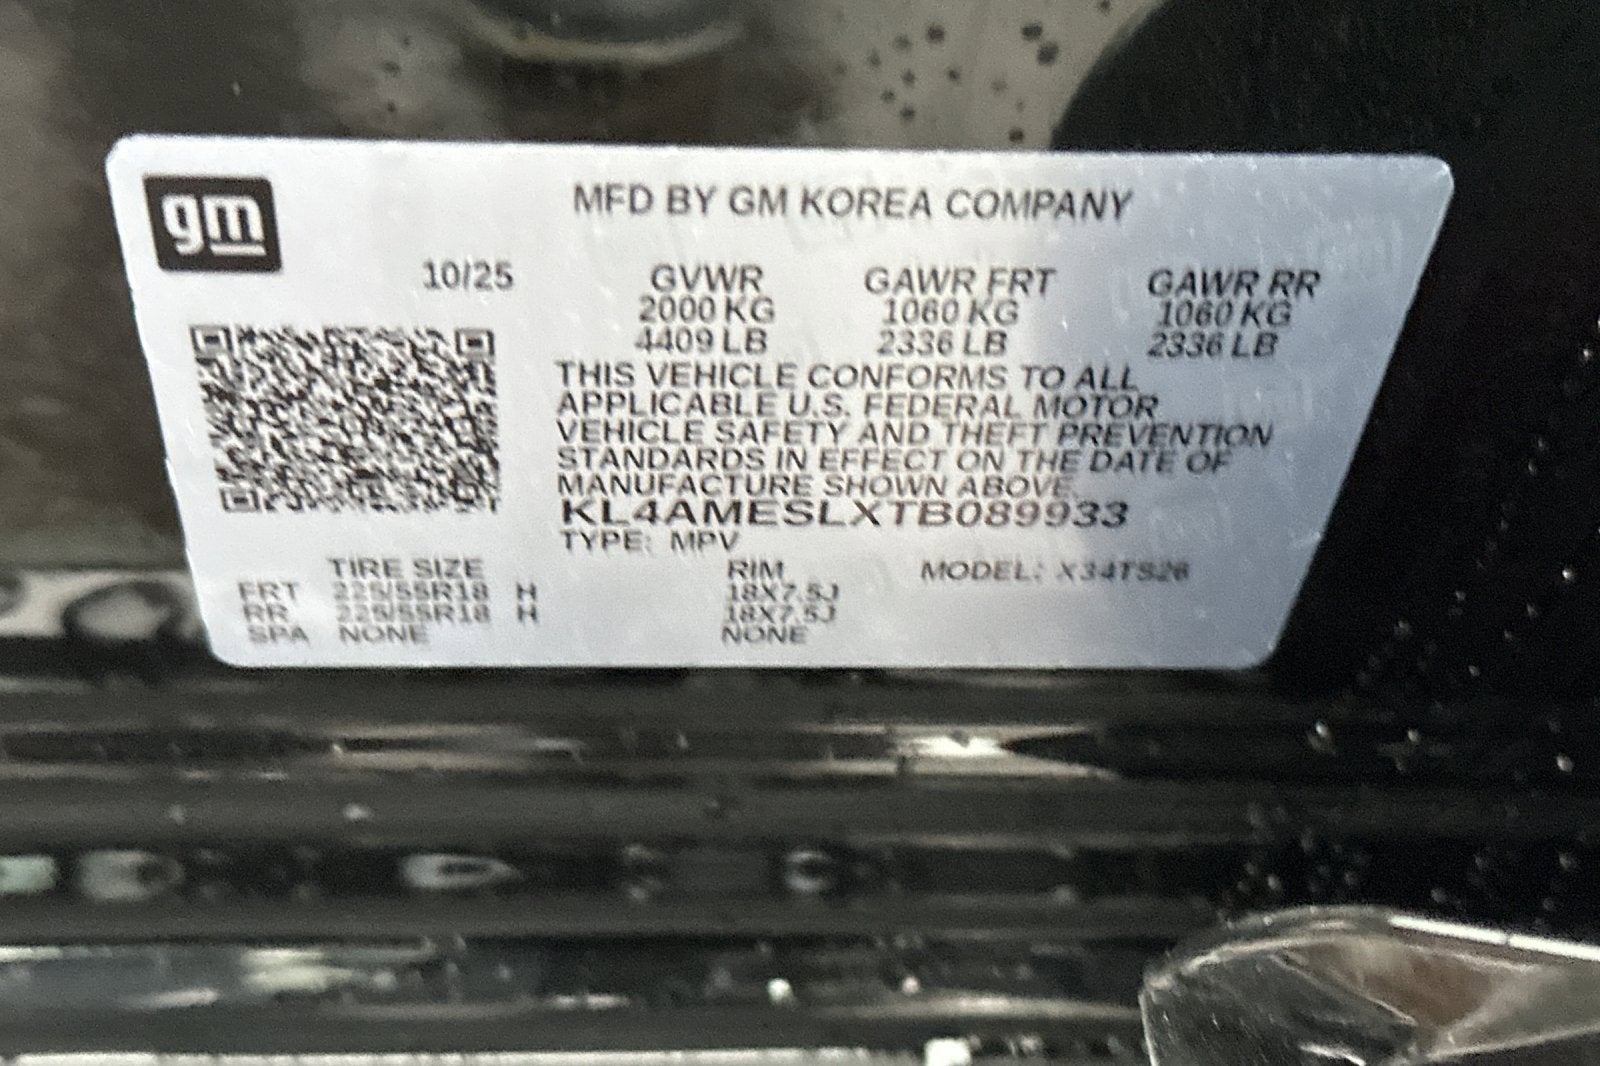 gm
MFD BY GM KOREA COMPANY
10/25
GVWR GAWR FRT GAWR RR
2000 KG 1060 KG 1060 KG
4409 LB 2336 LB 2336 LB
THIS VEHICLE CONFORMS TO ALL
APPLICABLE U.S. FEDERAL MOTOR
VEHICLE SAFETY AND THEFT PREVENTION
STANDARDS IN EFFECT ON THE DATE OF
MANUFACTURE SHOWN ABOVE.
KL4AMESLXTB089933
TYPE: MPV
TIRE SIZE RIM MODEL: X34TS26
FRT 225/55R18 H 18X7.5J
RR 225/55R18 H 18X7.5J
SPA NONE NONE